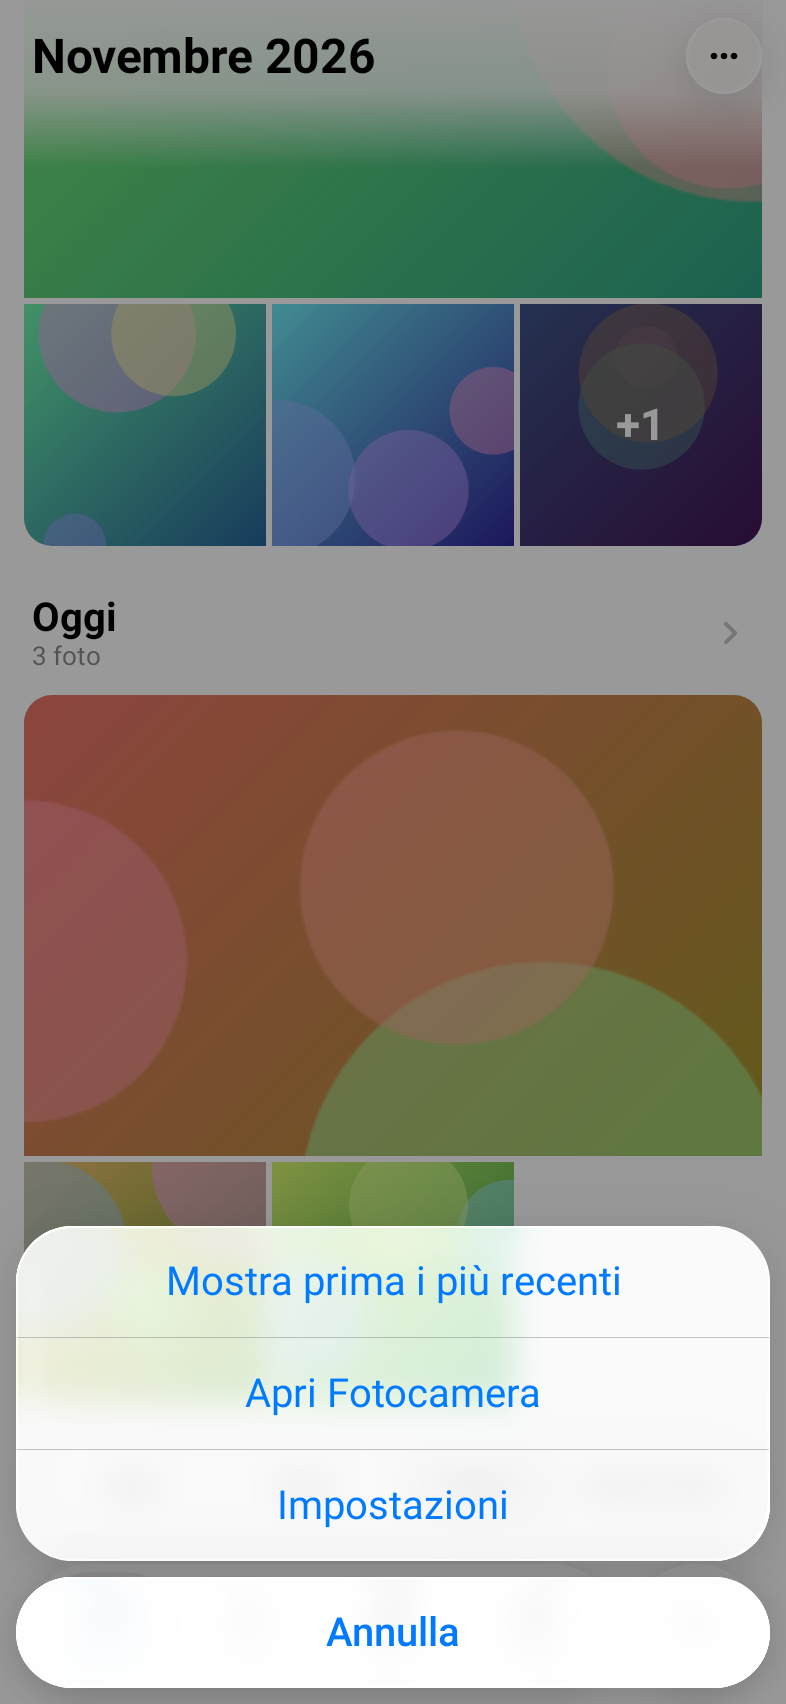 Novembre 2026
+1
Oggi
3 foto
Mostra prima i più recenti
Apri Fotocamera
Impostazioni
Annulla